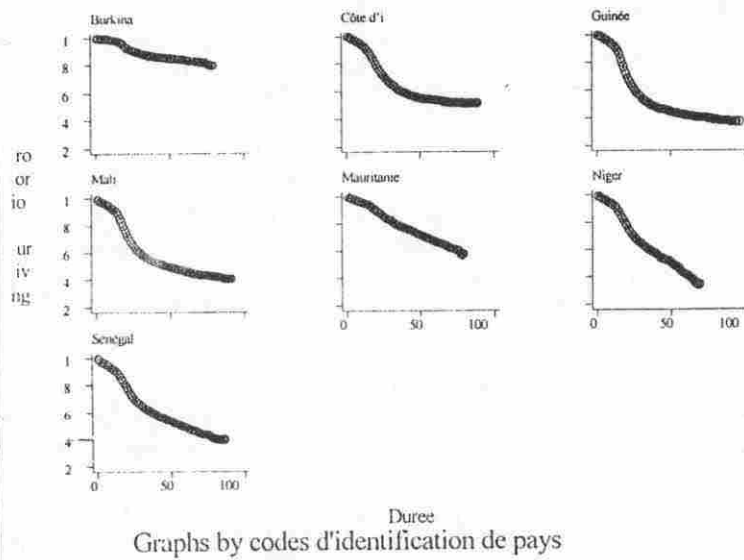 Burkina
Côte d'i
Guinée
1
8
6
4
2
ro
or
io
ur
iv
ng
Mali
Mauritanie
Niger
1
8
6
4
2
0
50
100
0
50
100
Senégal
1
8
6
4
2
0
50
100
Duree
Graphs by codes d'identification de pays